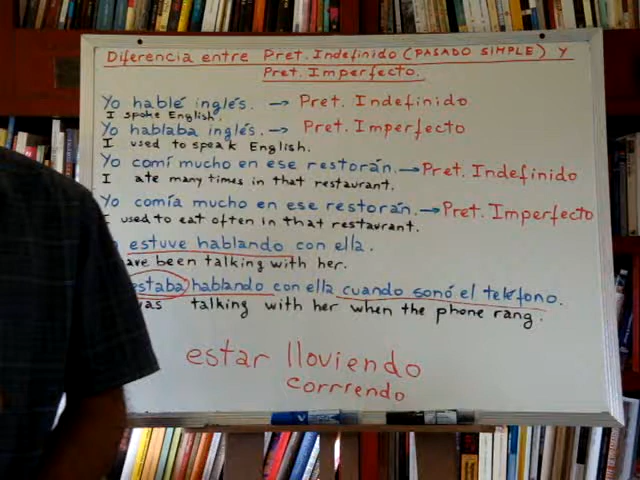 Diferencia entre Pret. Indefinido (PASADO SIMPLE) Y
Pret. Imperfecto.
Yo hablé inglés. → Pret. Indefinido
I spoke English.
Yo hablaba inglés. → Pret. Imperfecto
I used to speak English.
Yo comí mucho en ese restorán. → Pret. Indefinido
I ate many times in that restaurant.
Yo comía mucho en ese restorán. → Pret. Imperfecto
I used to eat often in that restaurant.
estuve hablando con ella.
ave been talking with her.
estaba hablando con ella cuando sonó el teléfono.
was talking with her when the phone rang.
estar lloviendo
corrrendo